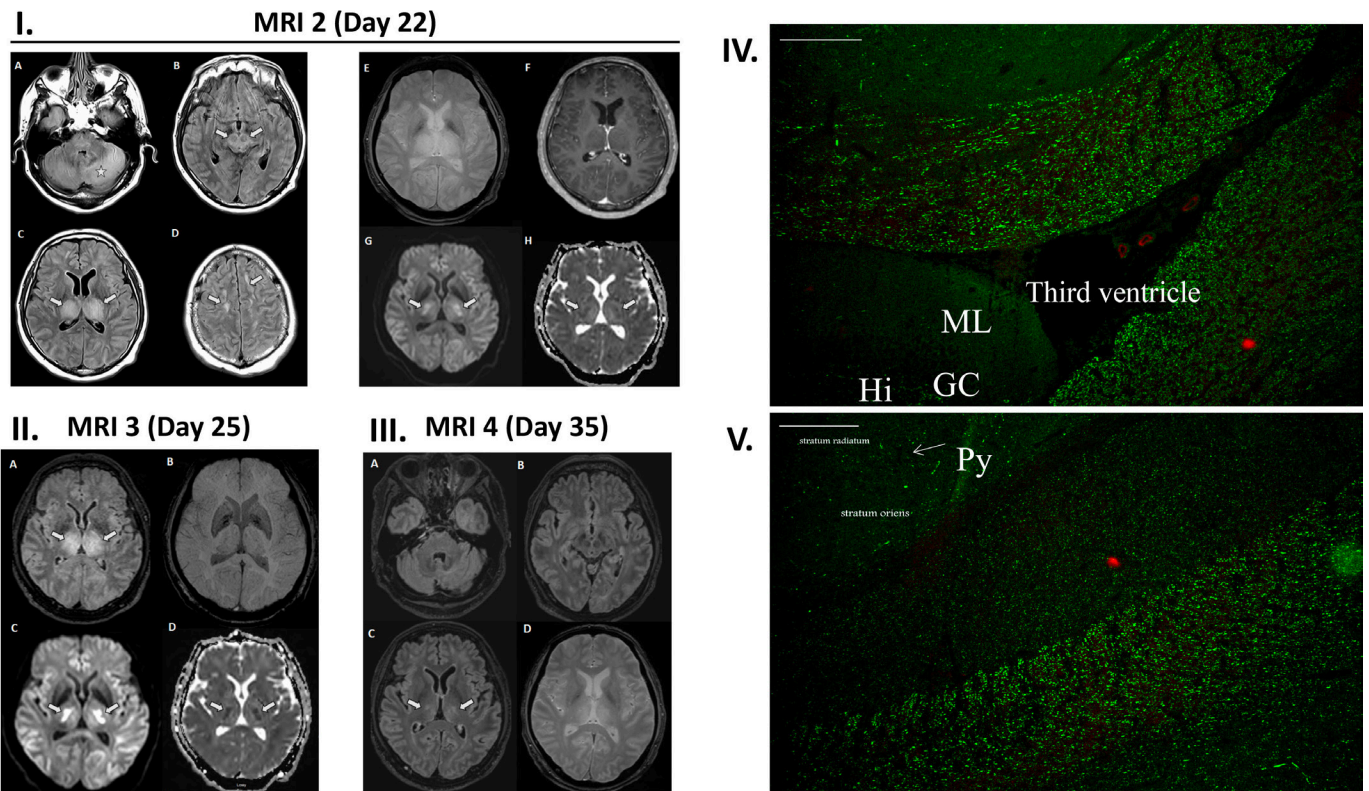 I.
MRI 2 (Day 22)
A
B
C
D
E
F
G
H
II.
MRI 3 (Day 25)
A
B
C
D
III.
MRI 4 (Day 35)
A
B
C
D
IV.
Third ventricle
ML
Hi
GC
V.
stratum radiatum
Py
stratum oriens